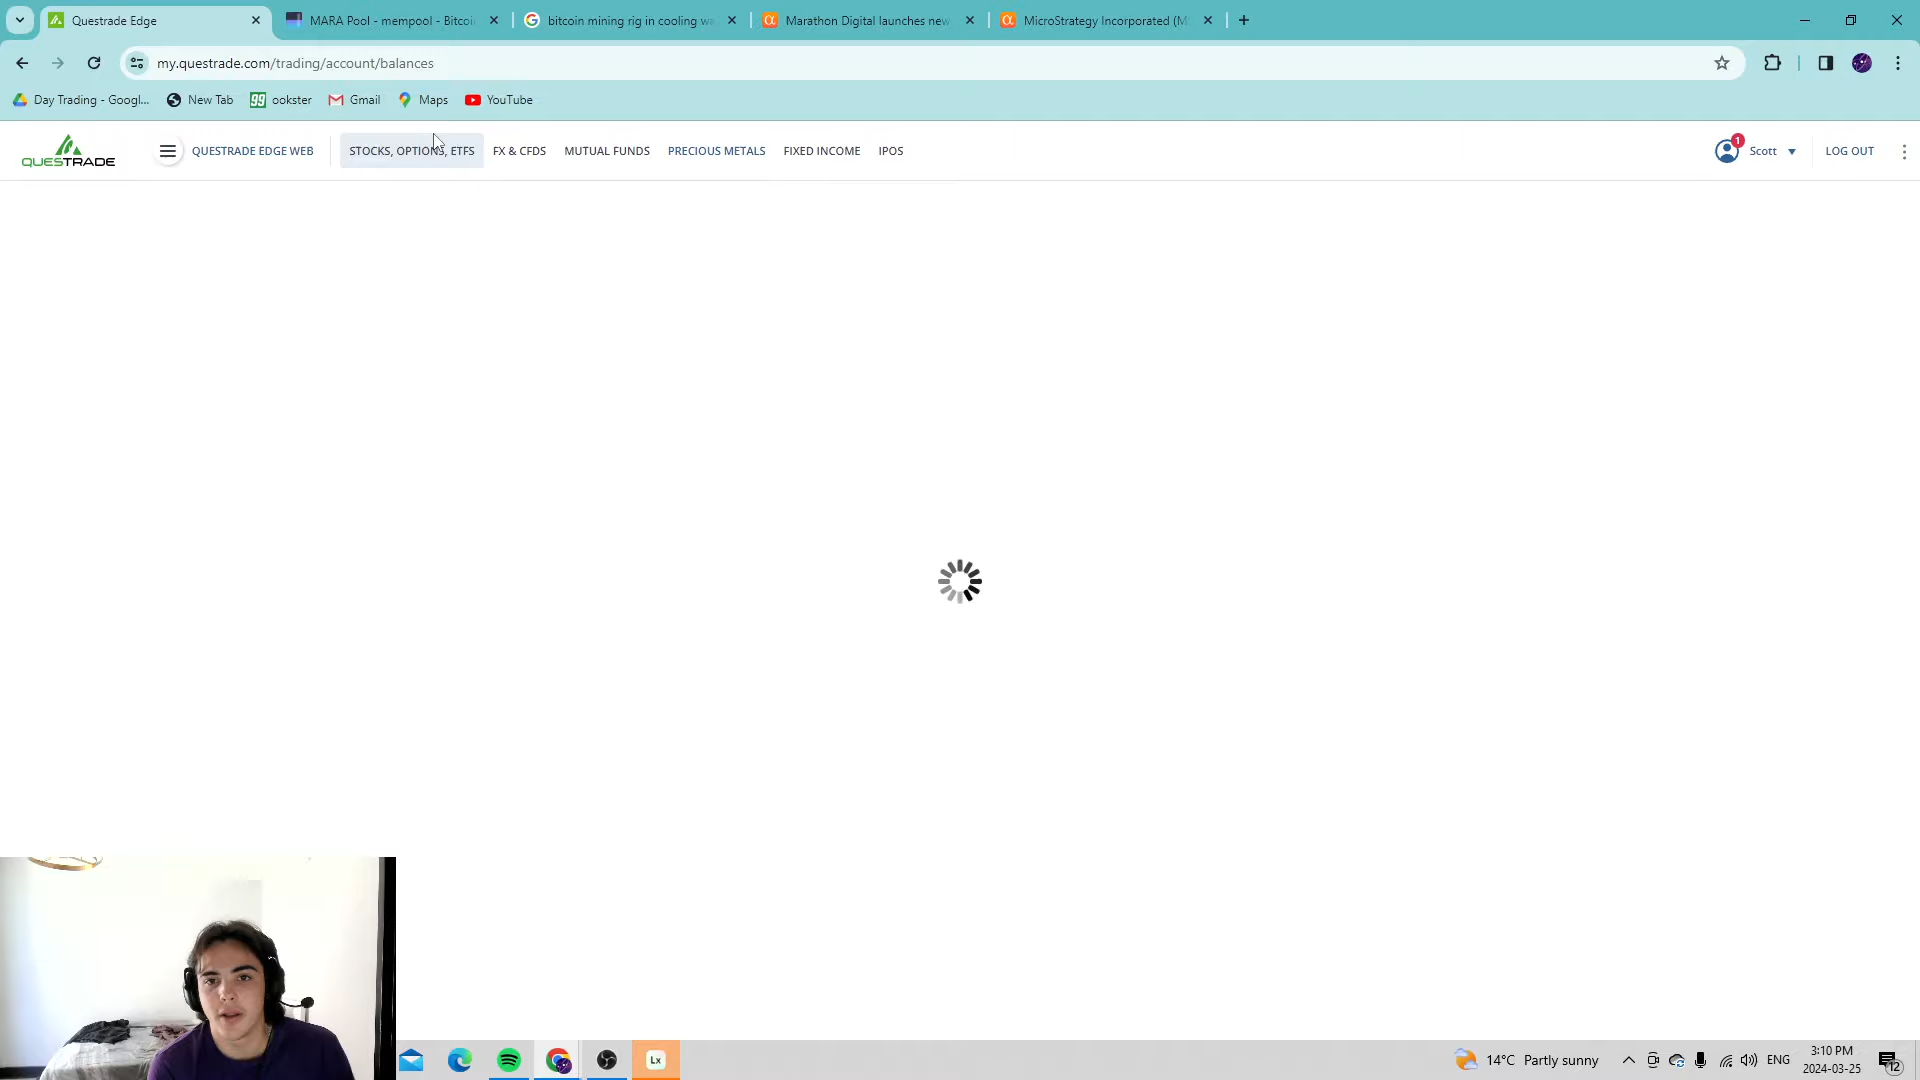 Questrade Edge
MARA Pool - mempool - Bitcoi
bitcoin mining rig in cooling wa
Marathon Digital launches new
MicroStrategy Incorporated (M
my.questrade.com/trading/account/balances
Day Trading - Googl...
New Tab
99
ookster
Gmail
Maps
YouTube
QUESTRADE
QUESTRADE EDGE WEB
STOCKS, OPTIONS, ETFS
FX & CFDS
MUTUAL FUNDS
PRECIOUS METALS
FIXED INCOME
IPOS
1
Scott
LOG OUT
Lx
14°C Partly sunny
ENG
3:10 PM
2024-03-25
12